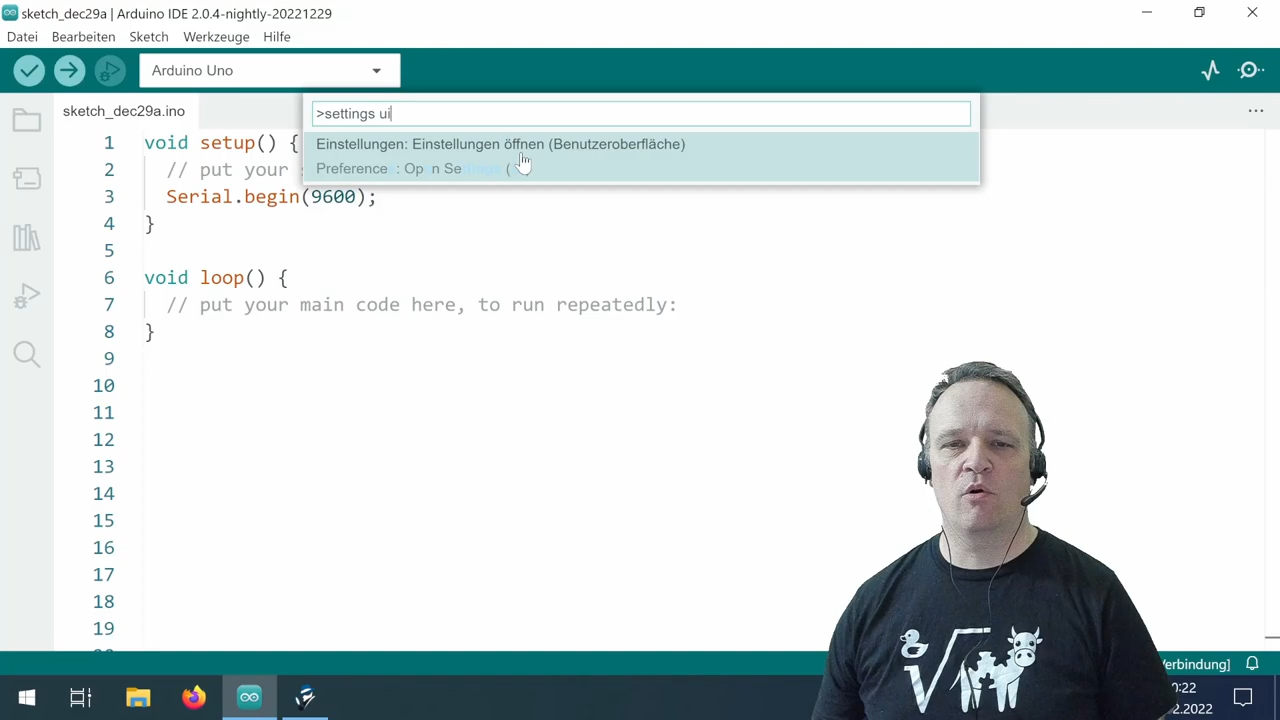 sketch_dec29a | Arduino IDE 2.0.4-nightly-20221229
Datei Bearbeiten Sketch Werkzeuge Hilfe
Arduino Uno
>settings ui
Einstellungen: Einstellungen öffnen (Benutzeroberfläche)
sketch_dec29a.ino
1 void setup() {
2 // put your
3 Serial.begin(9600);
4 }
5
6 void loop() {
7 // put your main code here, to run repeatedly:
8 }
9
10
11
12
13
14
15
16
17
18
19